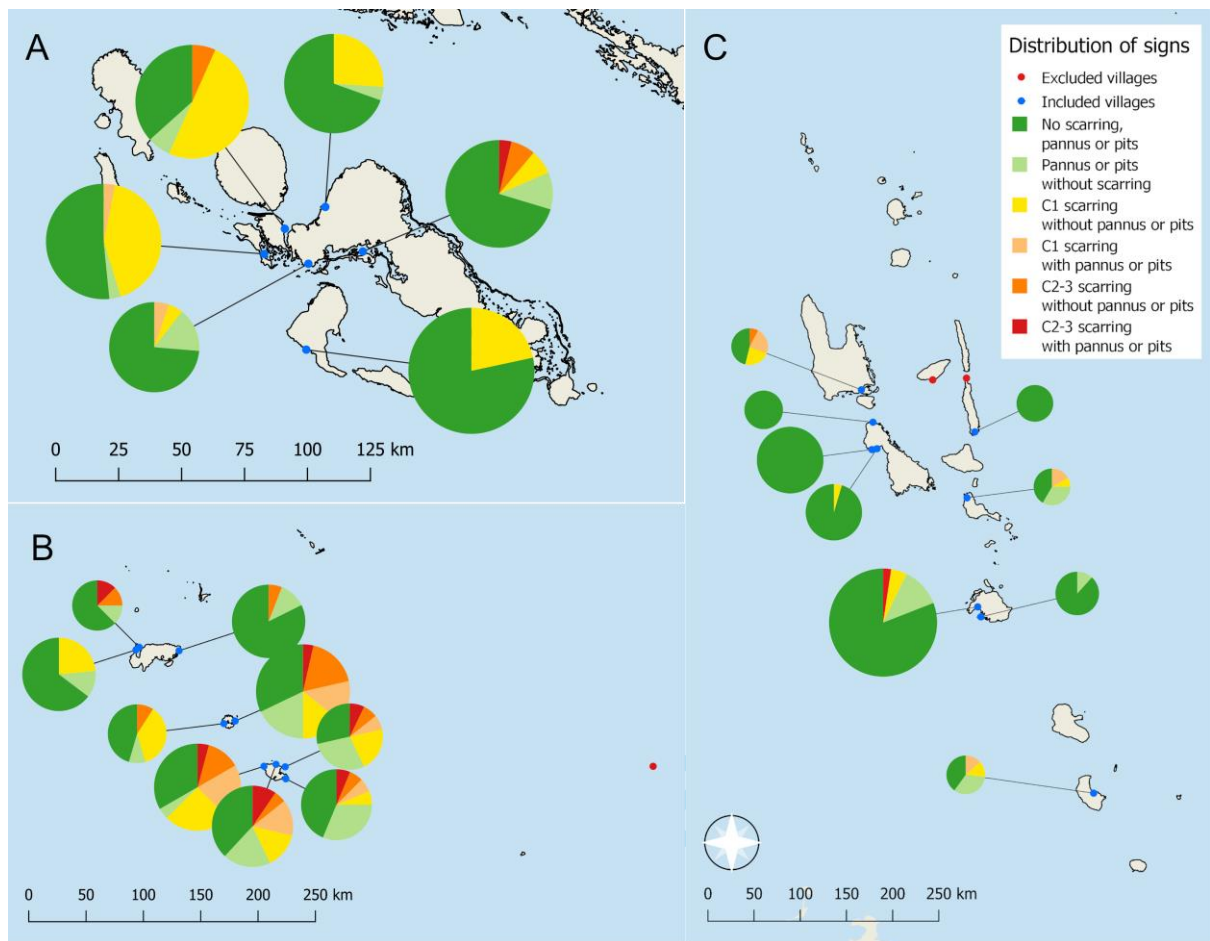 A
0 25 50 75 100 125 km
B
0 50 100 150 200 250 km
C
Distribution of signs
Excluded villages
Included villages
No scarring,
pannus or pits
Pannus or pits
without scarring
C1 scarring
without pannus or pits
C1 scarring
with pannus or pits
C2-3 scarring
without pannus or pits
C2-3 scarring
with pannus or pits
0 50 100 150 200 250 km